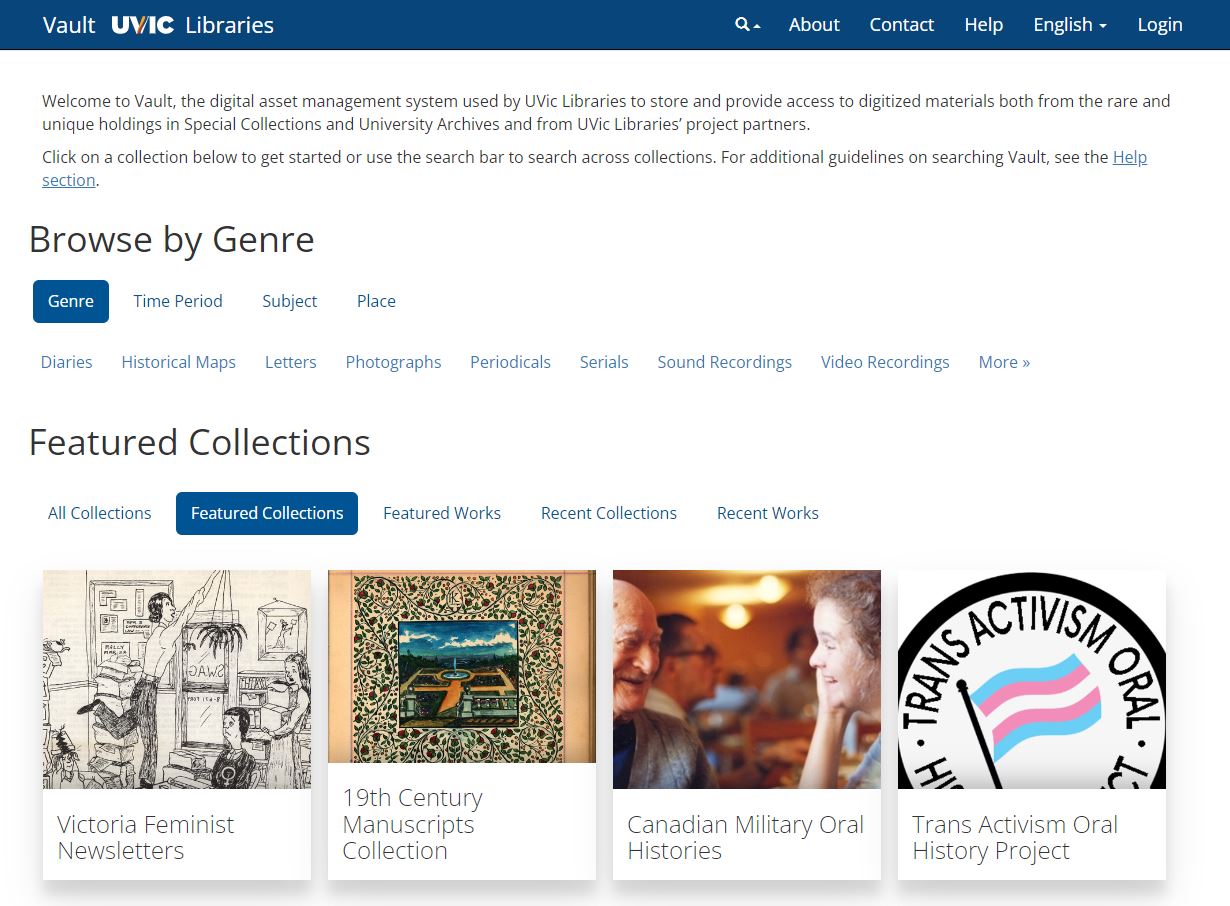 Vault UVIC Libraries
About Contact Help English Login
Welcome to Vault, the digital asset management system used by UVic Libraries to store and provide access to digitized materials both from the rare and
unique holdings in Special Collections and University Archives and from UVic Libraries’ project partners.
Click on a collection below to get started or use the search bar to search across collections. For additional guidelines on searching Vault, see the Help
section.
Browse by Genre
Genre Time Period Subject Place
Diaries Historical Maps Letters Photographs Periodicals Serials Sound Recordings Video Recordings More »
Featured Collections
All Collections Featured Collections Featured Works Recent Collections Recent Works
SWAG
TRANS ACTIVISM ORAL
Victoria Feminist
Newsletters
19th Century
Manuscripts
Collection
Canadian Military Oral
Histories
Trans Activism Oral
History Project